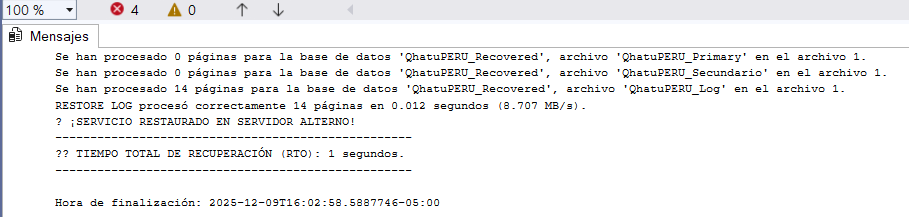 100 %
4
0
Mensajes
Se han procesado 0 páginas para la base de datos 'QhatuPERU_Recovered', archivo 'QhatuPERU_Primary' en el archivo 1.
Se han procesado 0 páginas para la base de datos 'QhatuPERU_Recovered', archivo 'QhatuPERU_Secundario' en el archivo 1.
Se han procesado 14 páginas para la base de datos 'QhatuPERU_Recovered', archivo 'QhatuPERU_Log' en el archivo 1.
RESTORE LOG procesó correctamente 14 páginas en 0.012 segundos (8.707 MB/s).
? ¡SERVICIO RESTAURADO EN SERVIDOR ALTERNO!
----------------------------------------------------
?? TIEMPO TOTAL DE RECUPERACIÓN (RTO): 1 segundos.
----------------------------------------------------
Hora de finalización: 2025-12-09T16:02:58.5887746-05:00